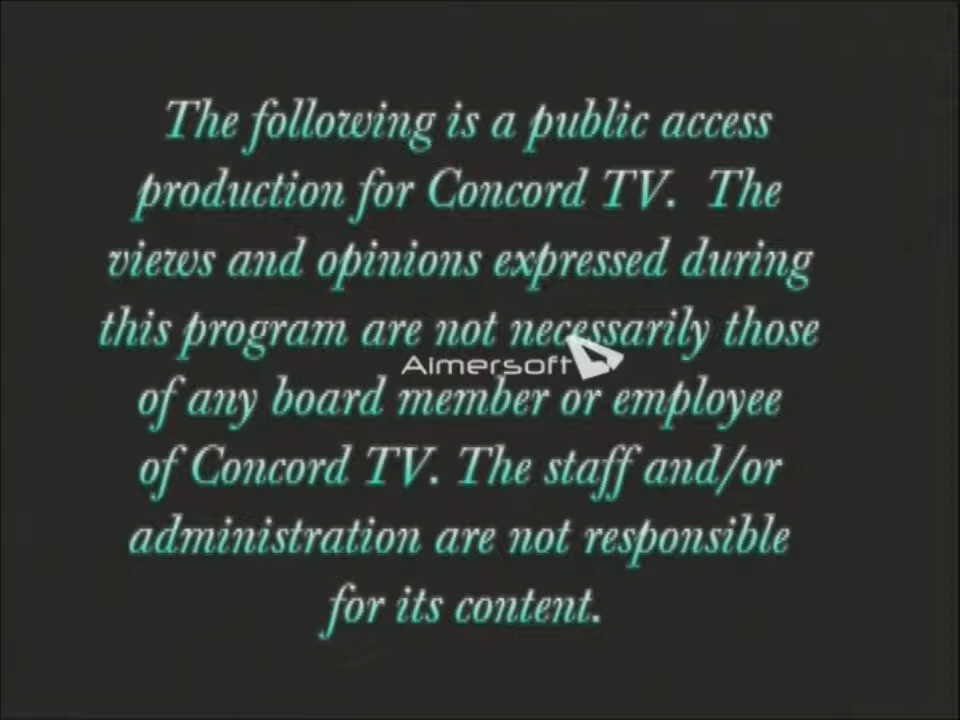 The following is a public access
production for Concord TV. The
views and opinions expressed during
this program are not necessarily those
Aimersoft
of any board member or employee
of Concord TV. The staff and/or
administration are not responsible
for its content.